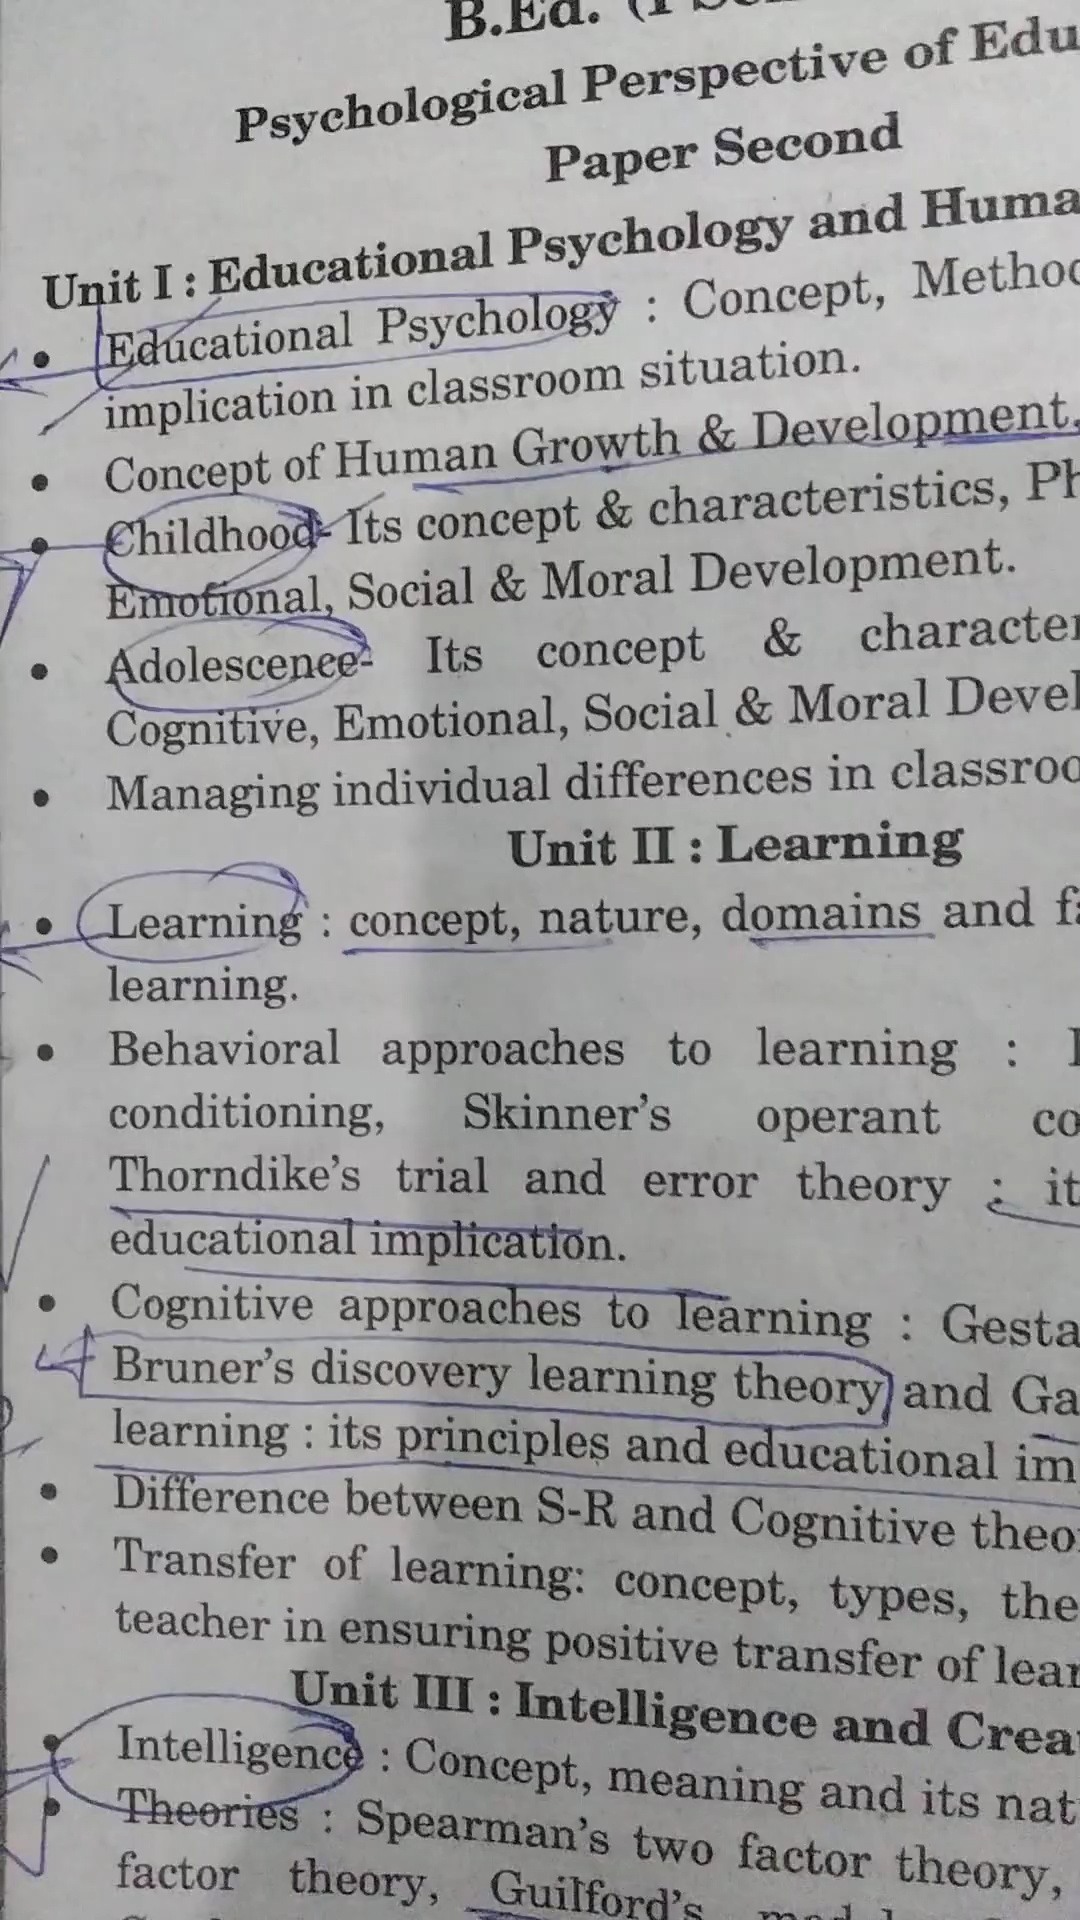 B.Ed. (I
Psychological Perspective of Edu
Paper Second
Unit I : Educational Psychology and Huma
• Educational Psychology : Concept, Method
implication in classroom situation.
• Concept of Human Growth & Development,
• Childhood- Its concept & characteristics, Ph
Emotional, Social & Moral Development.
• Adolescence- Its concept & character
Cognitive, Emotional, Social & Moral Devel
• Managing individual differences in classroo
Unit II : Learning
• Learning : concept, nature, domains and fa
learning.
• Behavioral approaches to learning :
conditioning, Skinner's operant co
Thorndike's trial and error theory : it
educational implication.
• Cognitive approaches to learning : Gesta
Bruner's discovery learning theory and Ga
learning : its principles and educational im
• Difference between S-R and Cognitive theo
• Transfer of learning: concept, types, the
teacher in ensuring positive transfer of lear
Unit III : Intelligence and Crea
• Intelligence : Concept, meaning and its nat
• Theories : Spearman's two factor theory,
factor theory, Guilford's